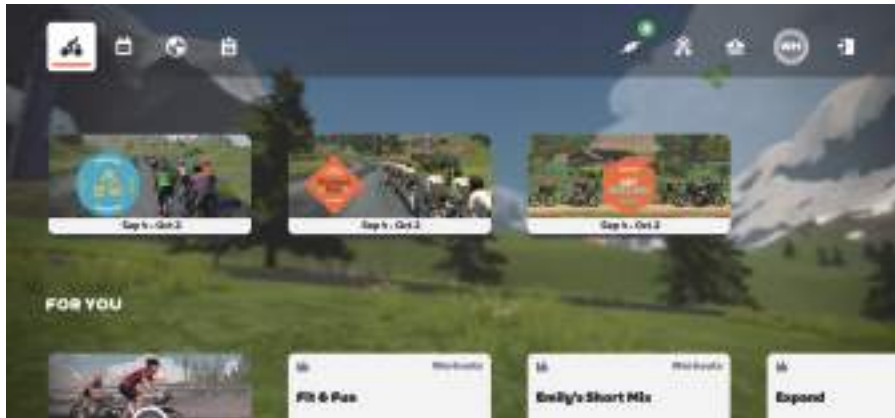 WH
Sep 4 - Oct 2
Sep 4 - Oct 2
Sep 4 - Oct 2
FOR YOU
Workouts
Workouts
Fit & Fun
Emily's Short Mix
Expand